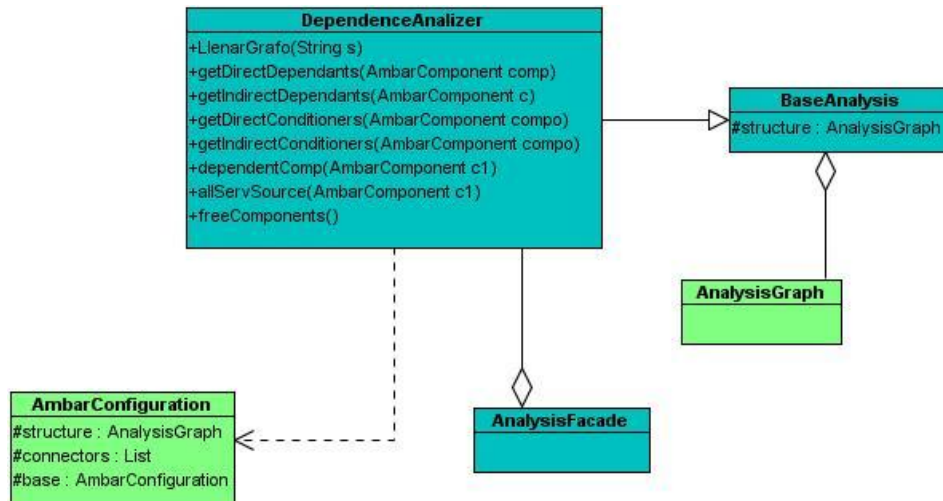 DependenceAnalizer
+LlenarGrafo(String s)
+getDirectDependants(AmbarComponent comp)
+getIndirectDependants(AmbarComponent c)
+getDirectConditioners(AmbarComponent compo)
+getIndirectConditioners(AmbarComponent compo)
+dependentComp(AmbarComponent c1)
+allServSource(AmbarComponent c1)
+freeComponents()
BaseAnalysis
#structure : AnalysisGraph
AnalysisGraph
AmbarConfiguration
#structure : AnalysisGraph
#connectors : List
#base : AmbarConfiguration
AnalysisFacade